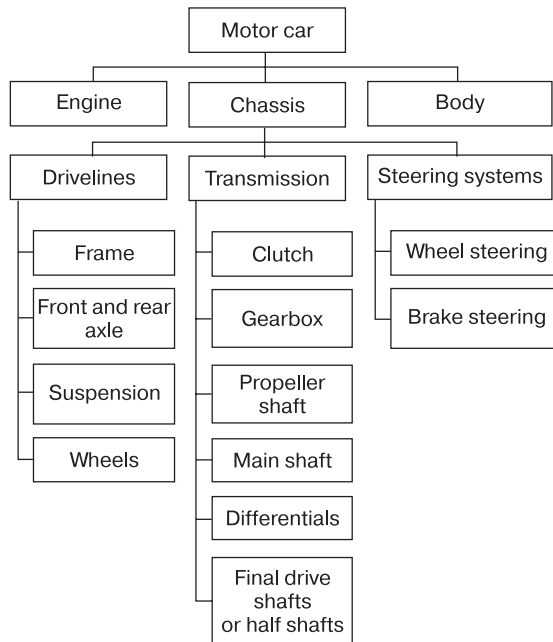 Motor car
Engine
Chassis
Body
Drivelines
Transmission
Steering systems
Frame
Front and rear
axle
Suspension
Wheels
Clutch
Gearbox
Propeller
shaft
Main shaft
Differentials
Final drive
shafts
or half shafts
Wheel steering
Brake steering